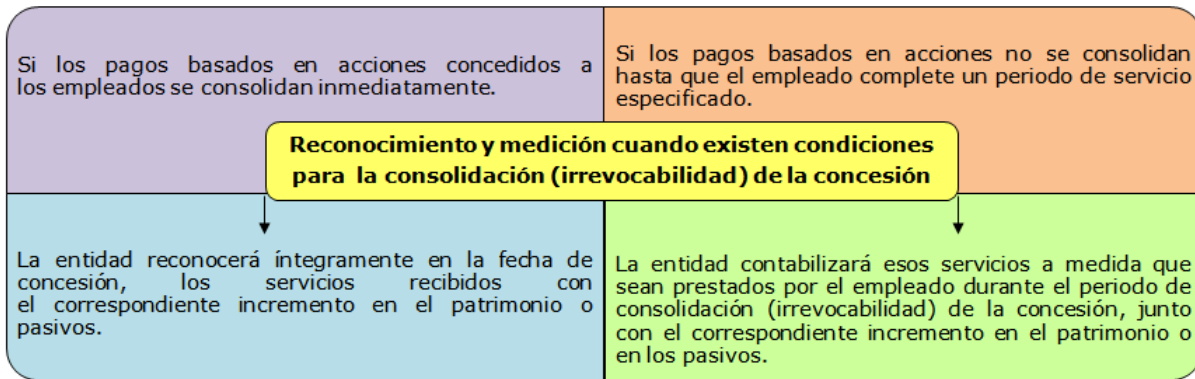 Si los pagos basados en acciones concedidos a
los empleados se consolidan inmediatamente.
Si los pagos basados en acciones no se consolidan
hasta que el empleado complete un periodo de servicio
especificado.
Reconocimiento y medición cuando existen condiciones
para la consolidación (irrevocabilidad) de la concesión
La entidad reconocerá íntegramente en la fecha de
concesión, los servicios recibidos con
el correspondiente incremento en el patrimonio o
pasivos.
La entidad contabilizará esos servicios a medida que
sean prestados por el empleado durante el periodo de
consolidación (irrevocabilidad) de la concesión, junto
con el correspondiente incremento en el patrimonio o
en los pasivos.